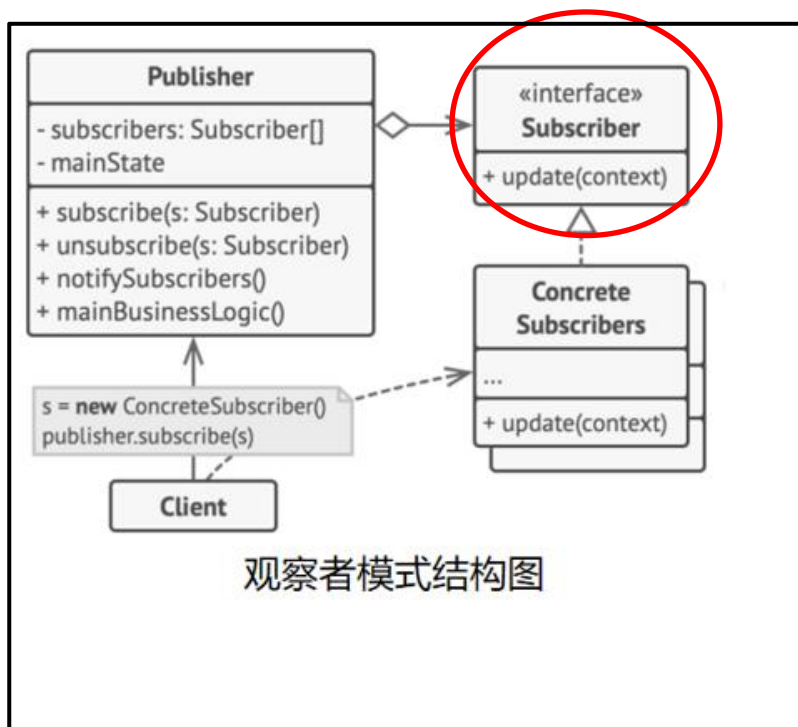 Publisher
- subscribers: Subscriber[]
- mainState
+ subscribe(s: Subscriber)
+ unsubscribe(s: Subscriber)
+ notifySubscribers()
+ mainBusinessLogic()
«interface»
Subscriber
+ update(context)
Concrete
Subscribers
...
+ update(context)
s = new ConcreteSubscriber()
publisher.subscribe(s)
Client
观察者模式结构图